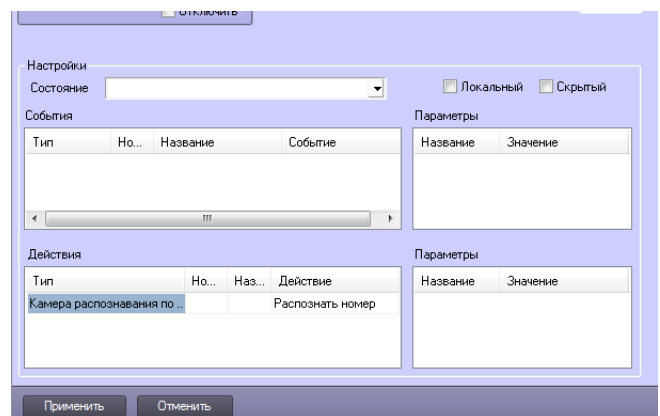 Отключить
Настройки
Состояние
Локальный Скрытый
События
Параметры
Тип Но... Название Событие
Название Значение
Действия
Параметры
Тип Но... Наз... Действие
Название Значение
Камера распознавания по ... Распознать номер
Применить Отменить